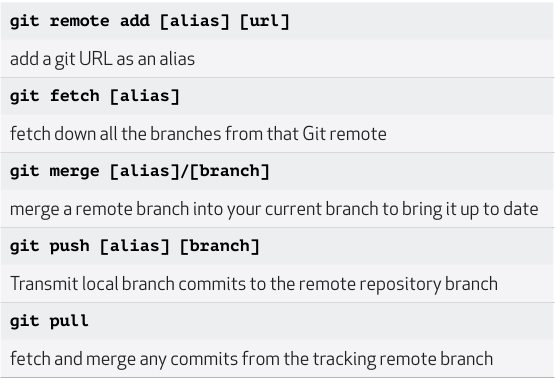 git remote add [alias] [url]
add a git URL as an alias
git fetch [alias]
fetch down all the branches from that Git remote
git merge [alias]/[branch]
merge a remote branch into your current branch to bring it up to date
git push [alias] [branch]
Transmit local branch commits to the remote repository branch
git pull
fetch and merge any commits from the tracking remote branch